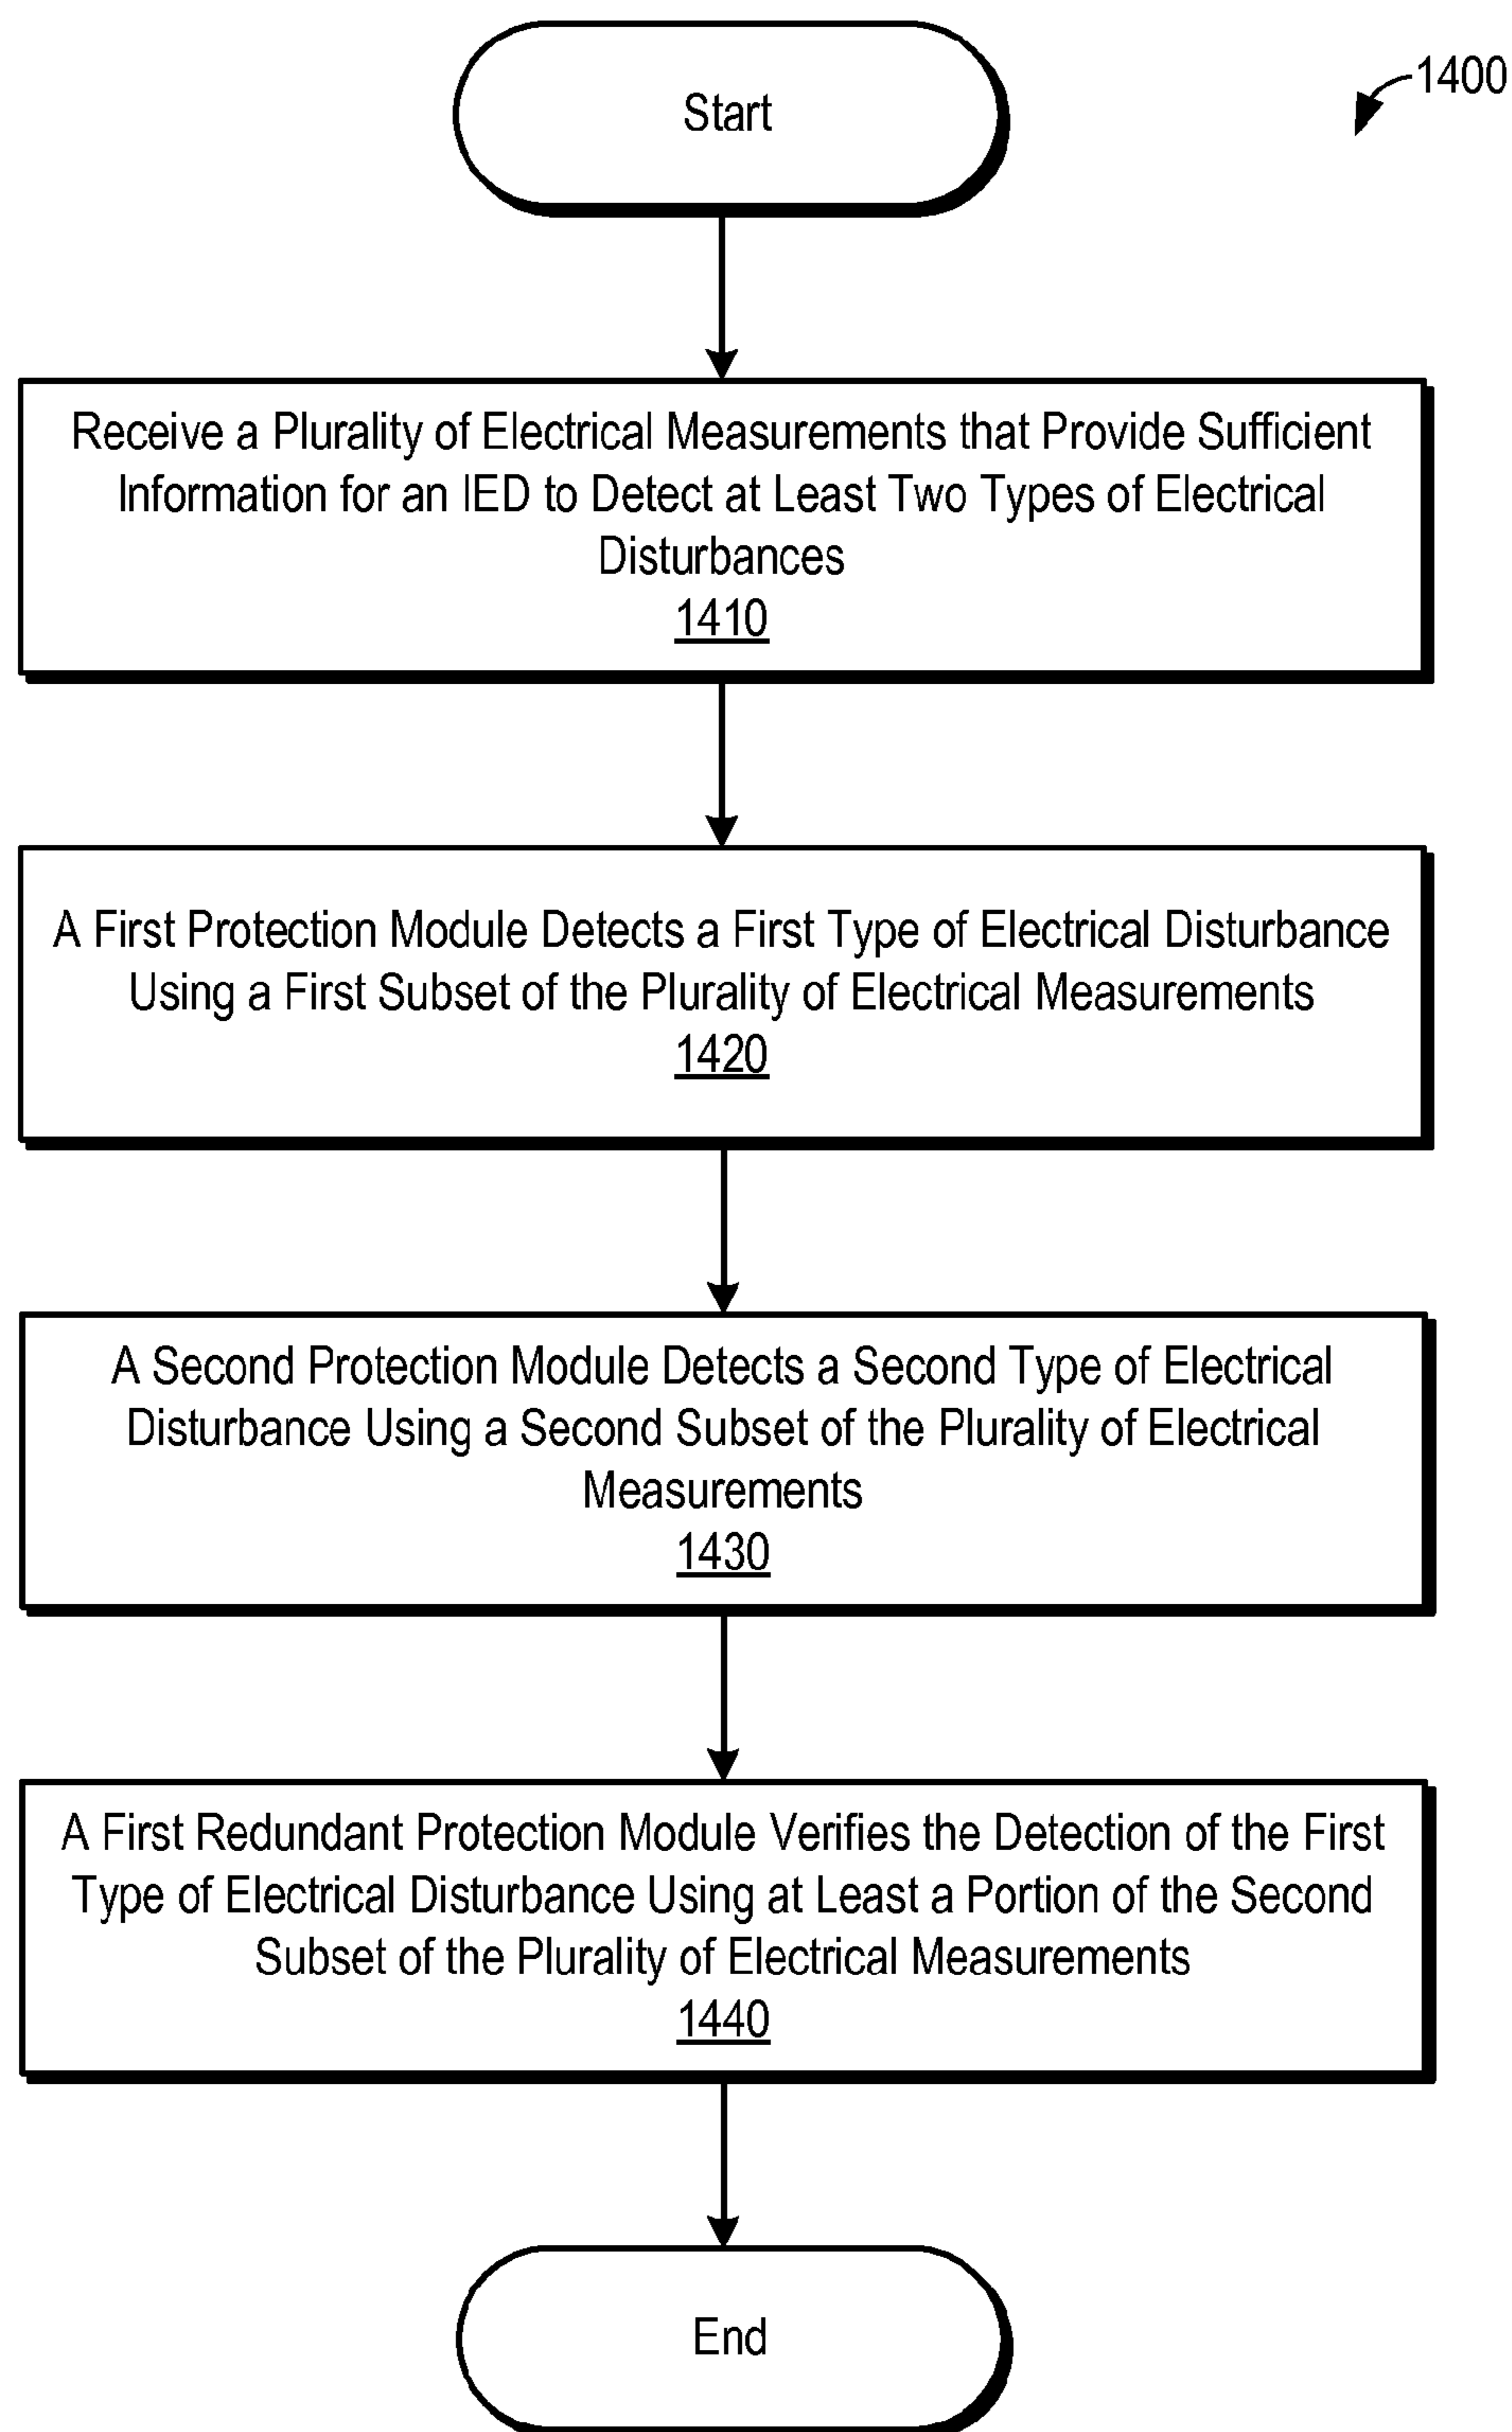 Start
1400
Receive a Plurality of Electrical Measurements that Provide Sufficient
Information for an IED to Detect at Least Two Types of Electrical
Disturbances
1410
A First Protection Module Detects a First Type of Electrical Disturbance
Using a First Subset of the Plurality of Electrical Measurements
1420
A Second Protection Module Detects a Second Type of Electrical
Disturbance Using a Second Subset of the Plurality of Electrical
Measurements
1430
A First Redundant Protection Module Verifies the Detection of the First
Type of Electrical Disturbance Using at Least a Portion of the Second
Subset of the Plurality of Electrical Measurements
1440
End